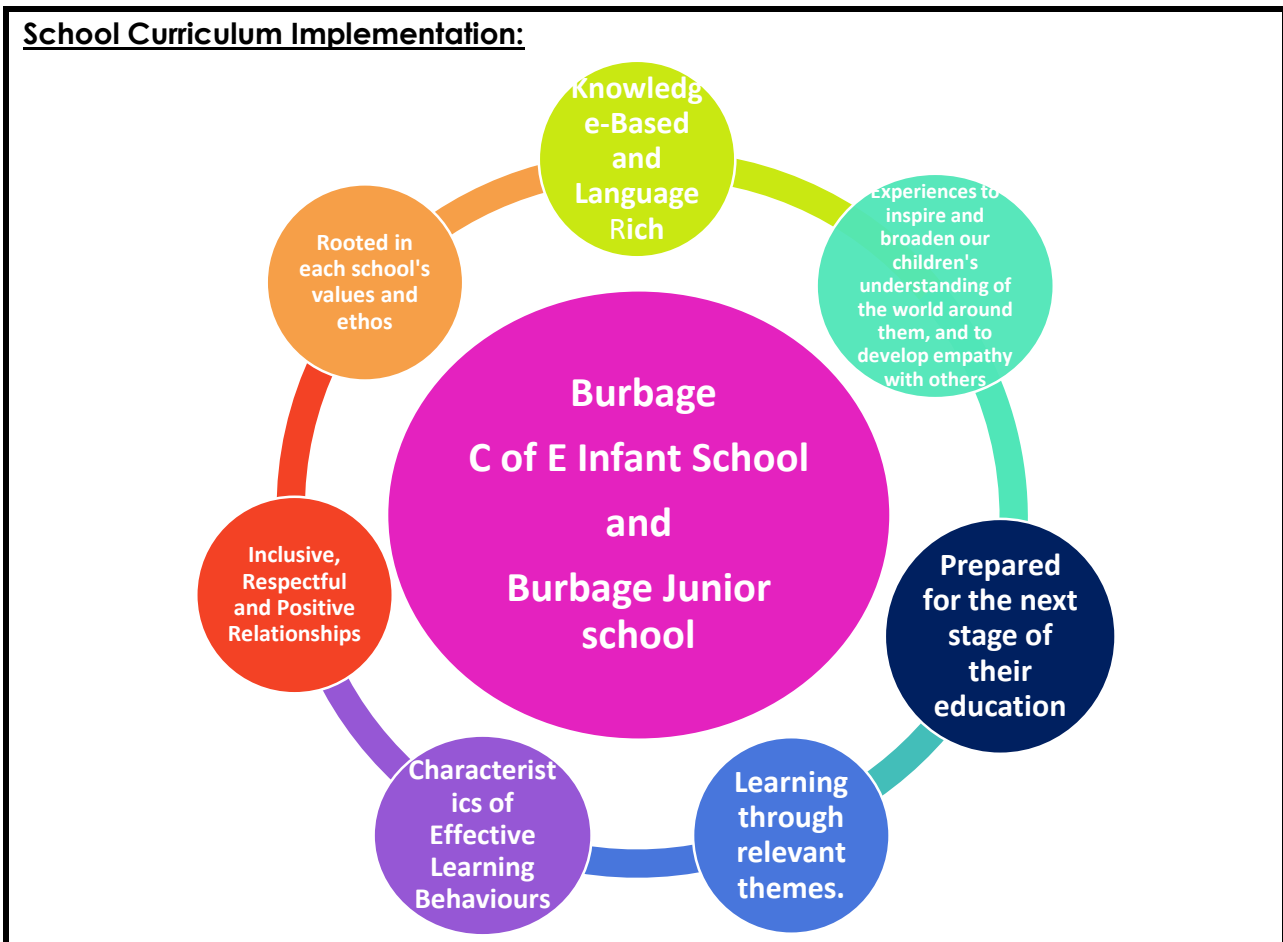 School Curriculum Implementation:
Knowledg
e-Based
and
Language
Rich
Experiences to
inspire and
broaden our
children's
understanding of
the world around
them, and to
develop empathy
with others
Prepared
for the next
stage of
their
education
Learning
through
relevant
themes.
Characterist
ics of
Effective
Learning
Behaviours
Inclusive,
Respectful
and Positive
Relationships
Rooted in
each school's
values and
ethos
Burbage
C of E Infant School
and
Burbage Junior
school